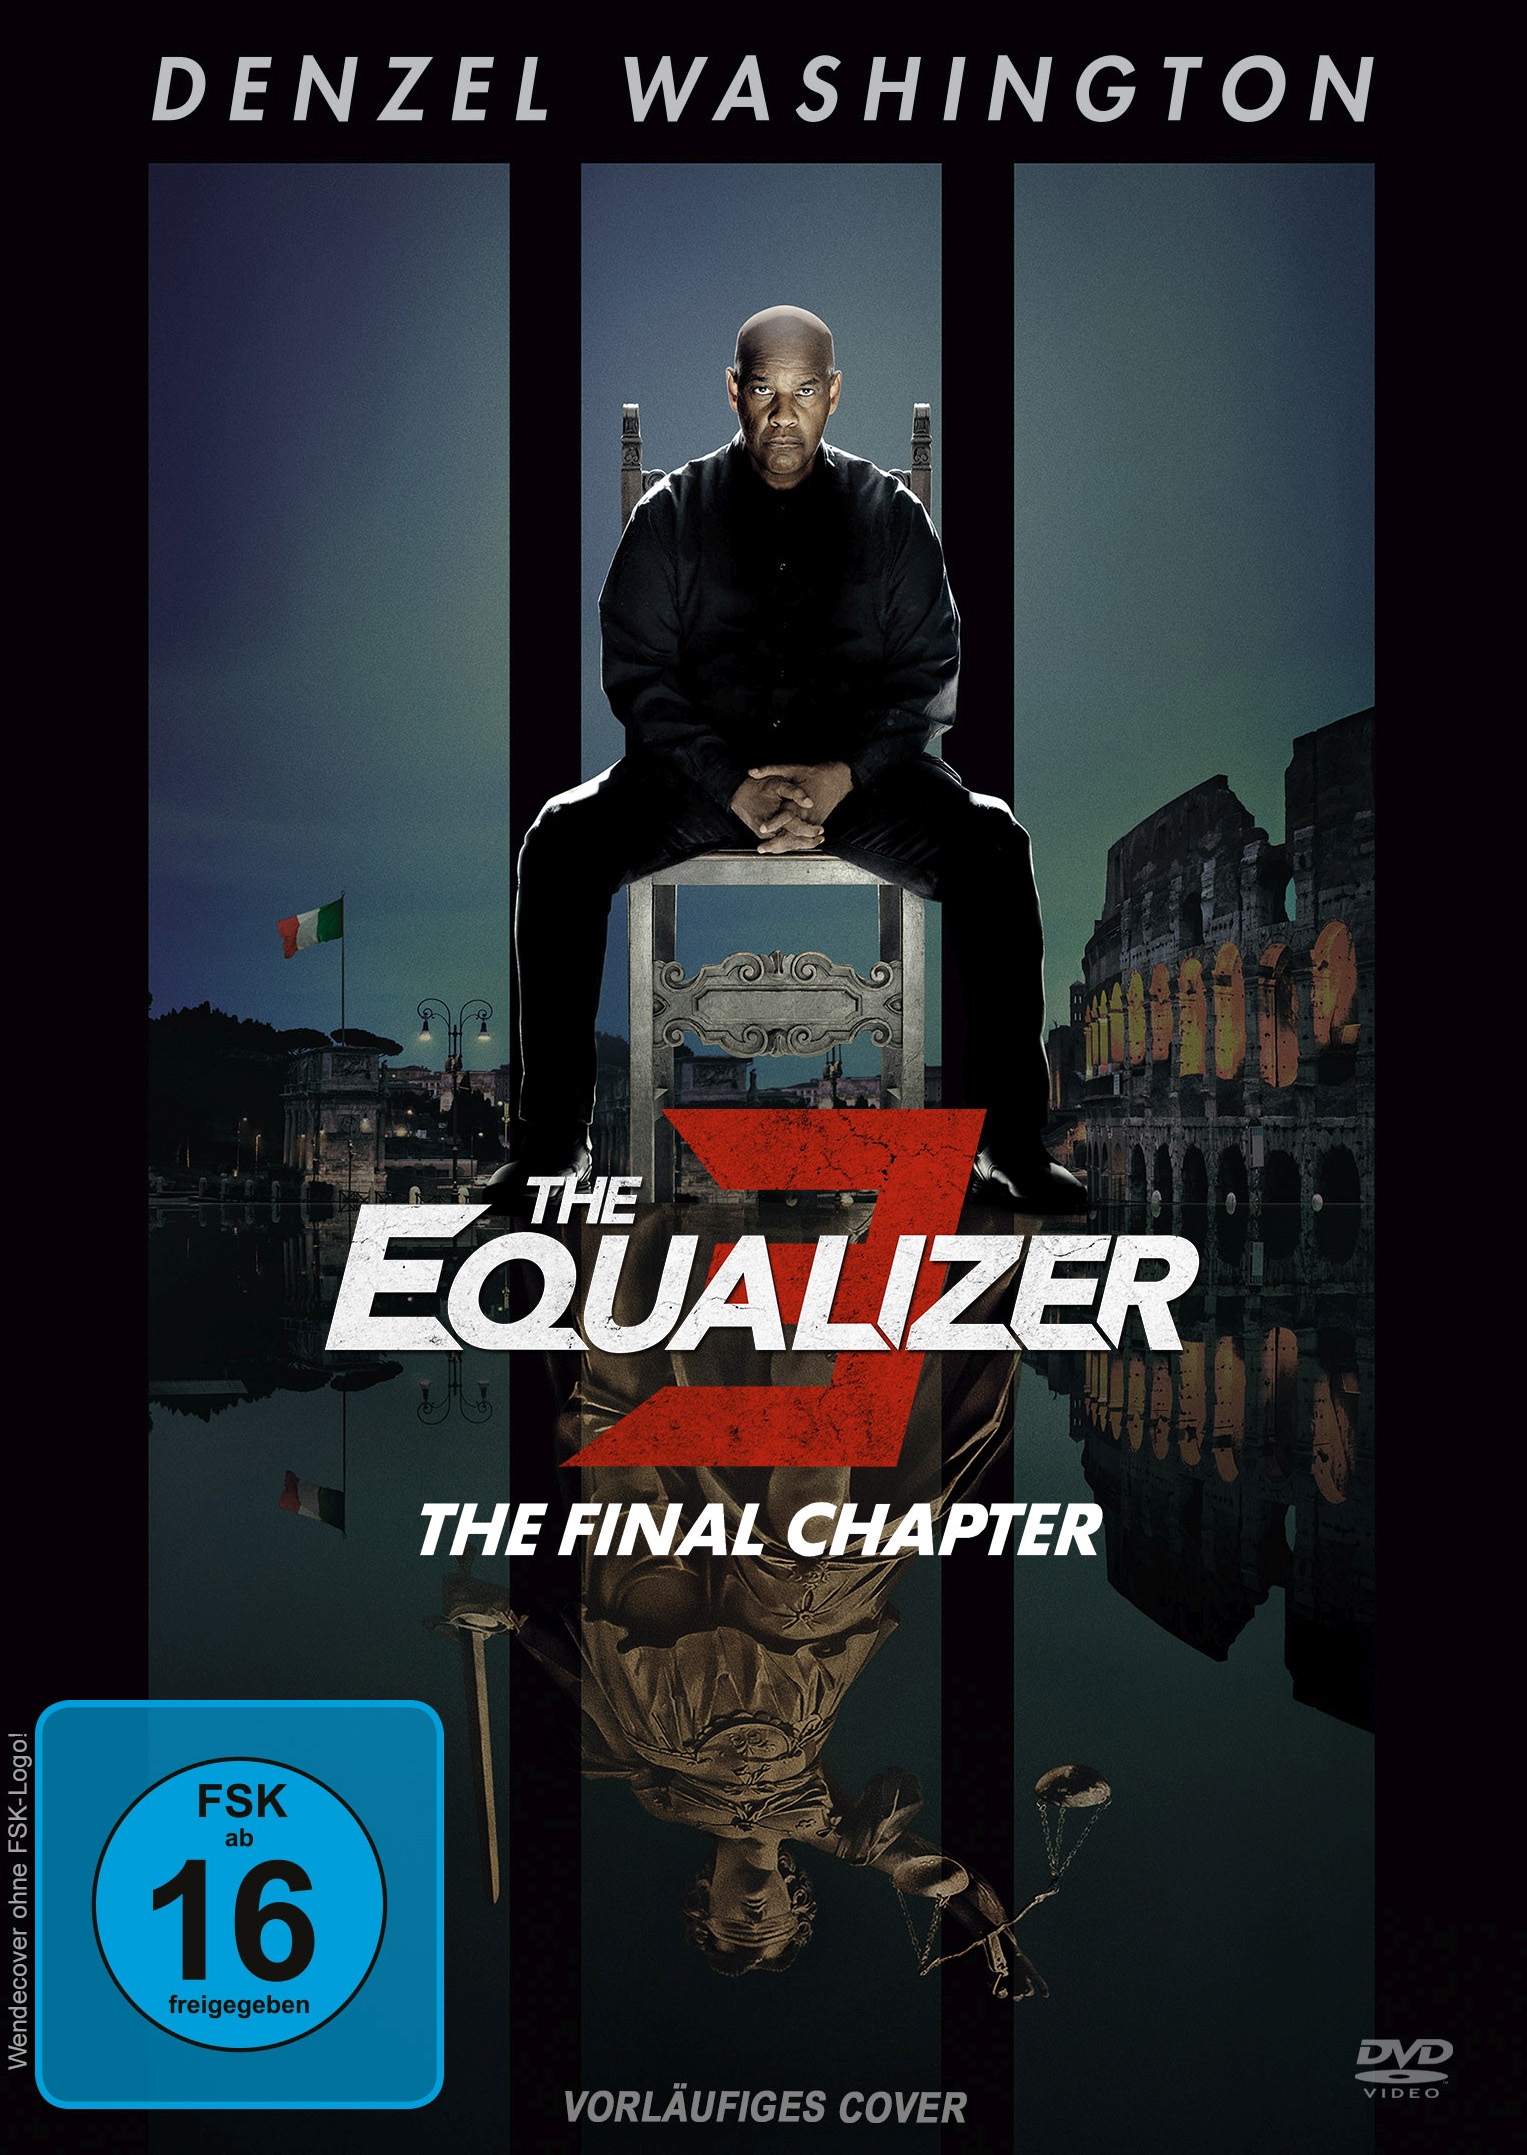 DENZEL WASHINGTON
3
THE
EQUALIZER
THE FINAL CHAPTER
Wendecover ohne FSK-Logo!
FSK
ab
16
freigegeben
VORLÄUFIGES COVER
DVD
VIDEO